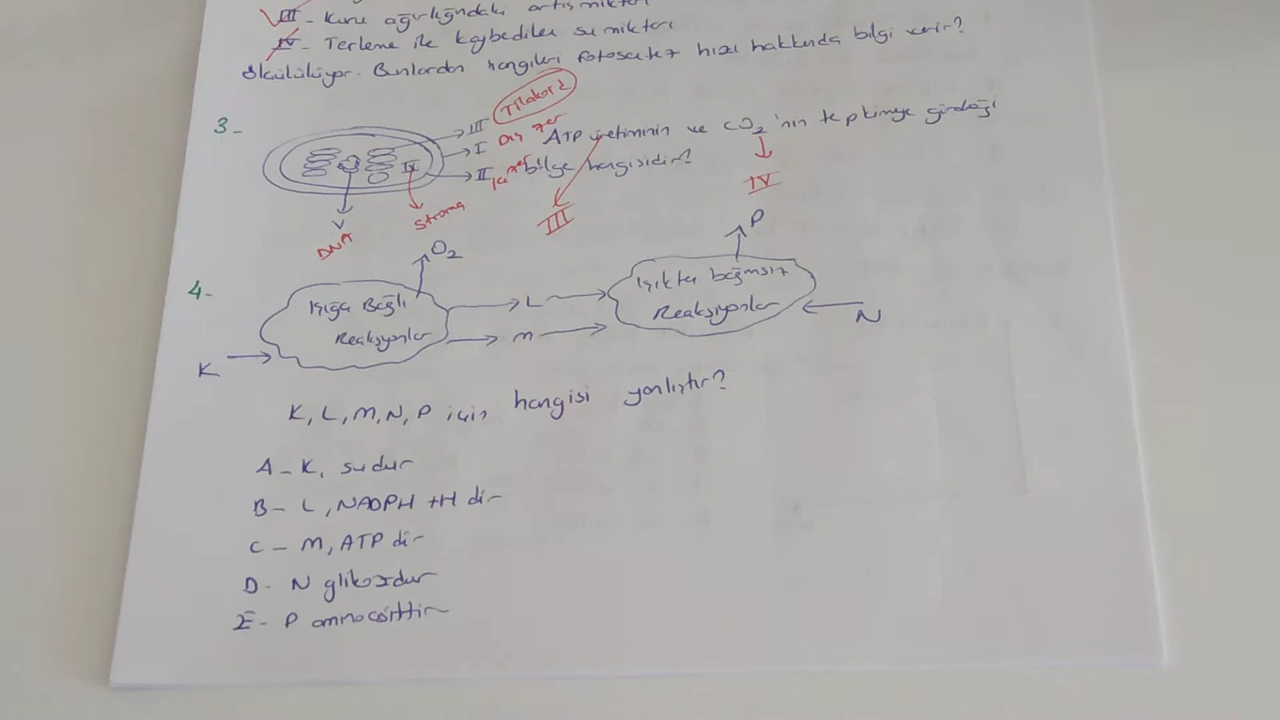 III - Kuru ağırlığındaki artış miktarı
IV - Terleme ile kaybedilen su miktarı
ölçülüyor. Bunlardan hangileri fotosentez hızı hakkında bilgi verir?
3-
III Tilakoid
I Dış zar
II iç zar
IV
Stroma
V
DNA
ATP üretiminin ve CO2'nin tepkimeye girdiği
bölge hangisidir?
III
IV
4-
Işığa Bağlı
Reaksiyonlar
O2
K
L
M
Işıktan bağımsız
Reaksiyonlar
P
N
K, L, M, N, P için hangisi yanlıştır?
A - K, sudur
B - L, NADPH +H dir
C - M, ATP dir
D - N glikozdur
E - P aminoasittir